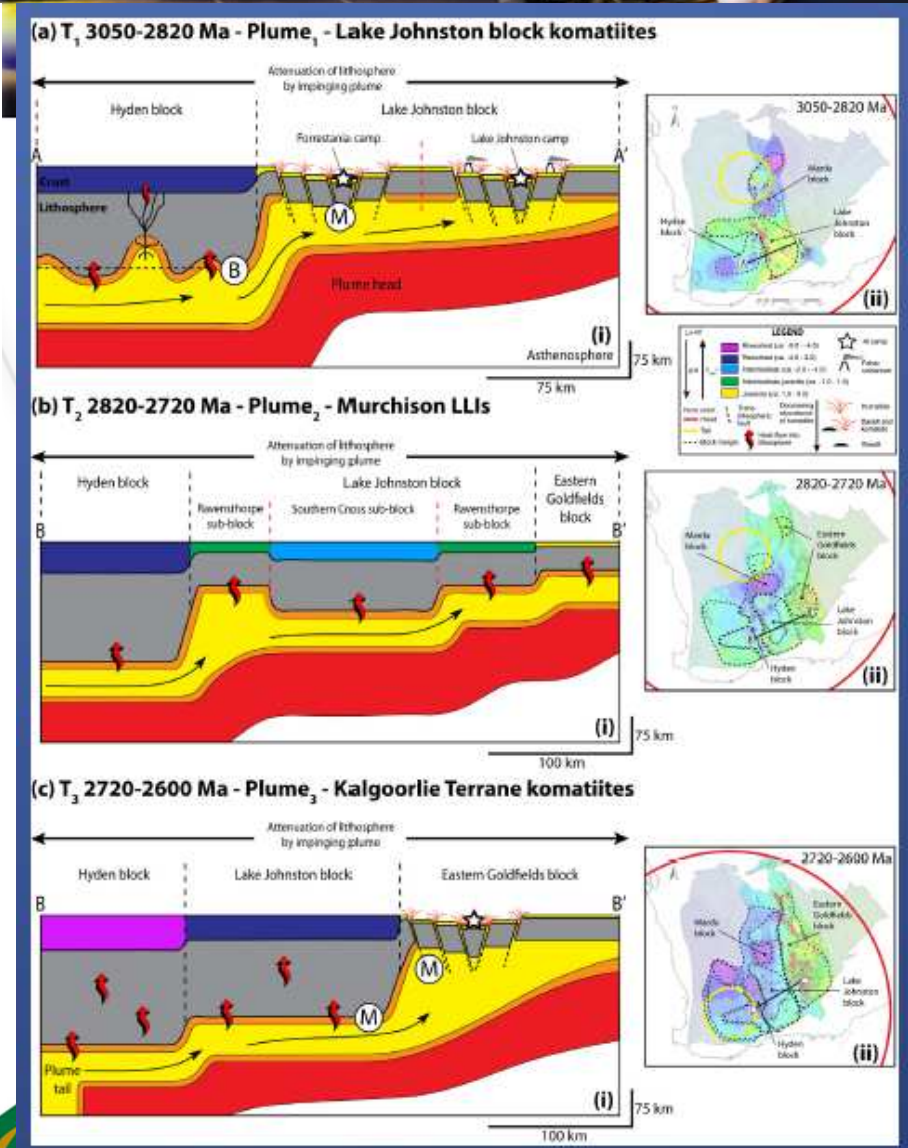 (a) T₁ 3050-2820 Ma - Plume₁ - Lake Johnston block komatiites
Attenuation of lithosphere
by impinging plume
Hyden block
Lake Johnston block
Forrestania camp
Lake Johnston camp
A
A'
Crust
Lithosphere
M
B
Plume head
(i)
Asthenosphere
75 km
75 km
3050-2820 Ma
Marda
block
Hyden
block
Lake
Johnston
block
(ii)
LEGEND
(b) T₂ 2820-2720 Ma - Plume₂ - Murchison LLIs
Attenuation of lithosphere
by impinging plume
Hyden block
Lake Johnston block
Eastern
Goldfields
block
Ravensthorpe
sub-block
Southern Cross sub-block
Ravensthorpe
sub-block
B
B'
(i)
75 km
100 km
2820-2720 Ma
Marda
block
Eastern
Goldfields
block
Lake
Johnston
block
Hyden
block
(ii)
(c) T₃ 2720-2600 Ma - Plume₃ - Kalgoorlie Terrane komatiites
Attenuation of lithosphere
by impinging plume
Hyden block
Lake Johnston block
Eastern Goldfields block
B
B'
M
M
Plume
tail
(i)
75 km
100 km
2720-2600 Ma
Eastern
Goldfields
block
Marda
block
Lake
Johnston
block
Hyden
block
(ii)